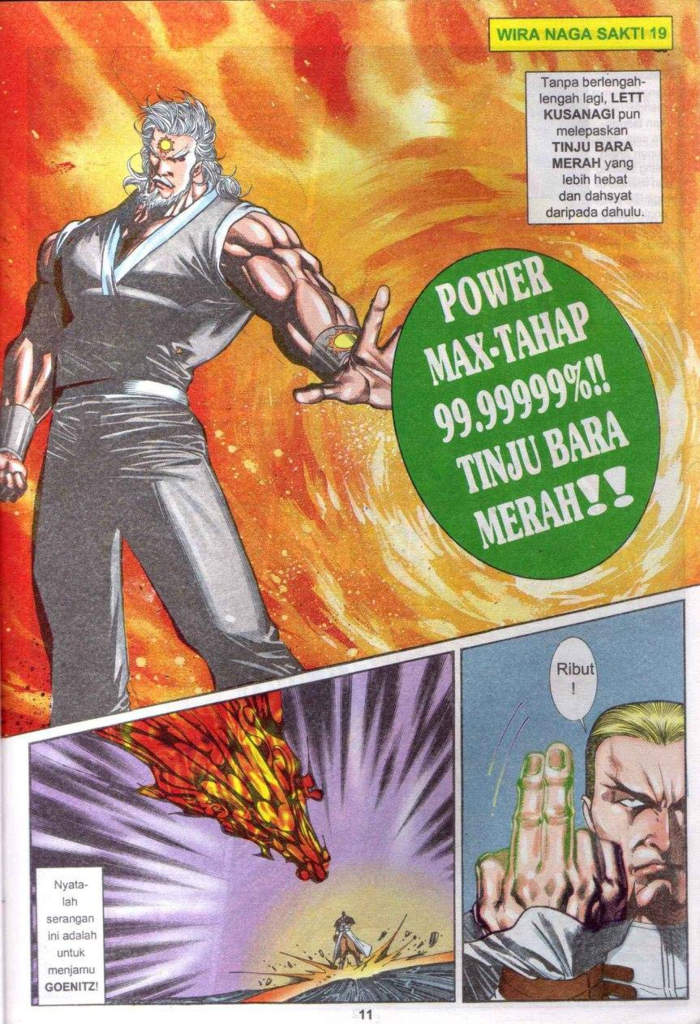 WIRA NAGA SAKTI 19
Tanpa berlengah-
lengah lagi, LETT
KUSANAGI pun
melepaskan
TINJU BARA
MERAH yang
lebih hebat
dan dahsyat
daripada dahulu.
POWER
MAX-TAHAP
99.99999%!!
TINJU BARA
MERAH!!
Nyata-
lah
serangan
ini adalah
untuk
menjamu
GOENITZ!
Ribut
!
11